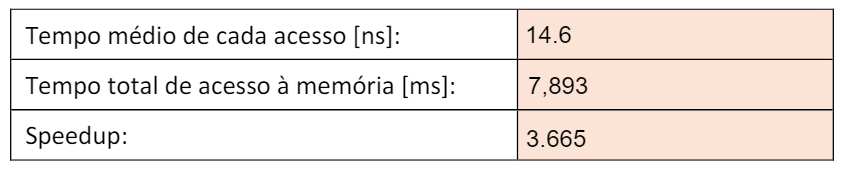 Tempo médio de cada acesso [ns]: 14.6
Tempo total de acesso à memória [ms]: 7,893
Speedup: 3.665